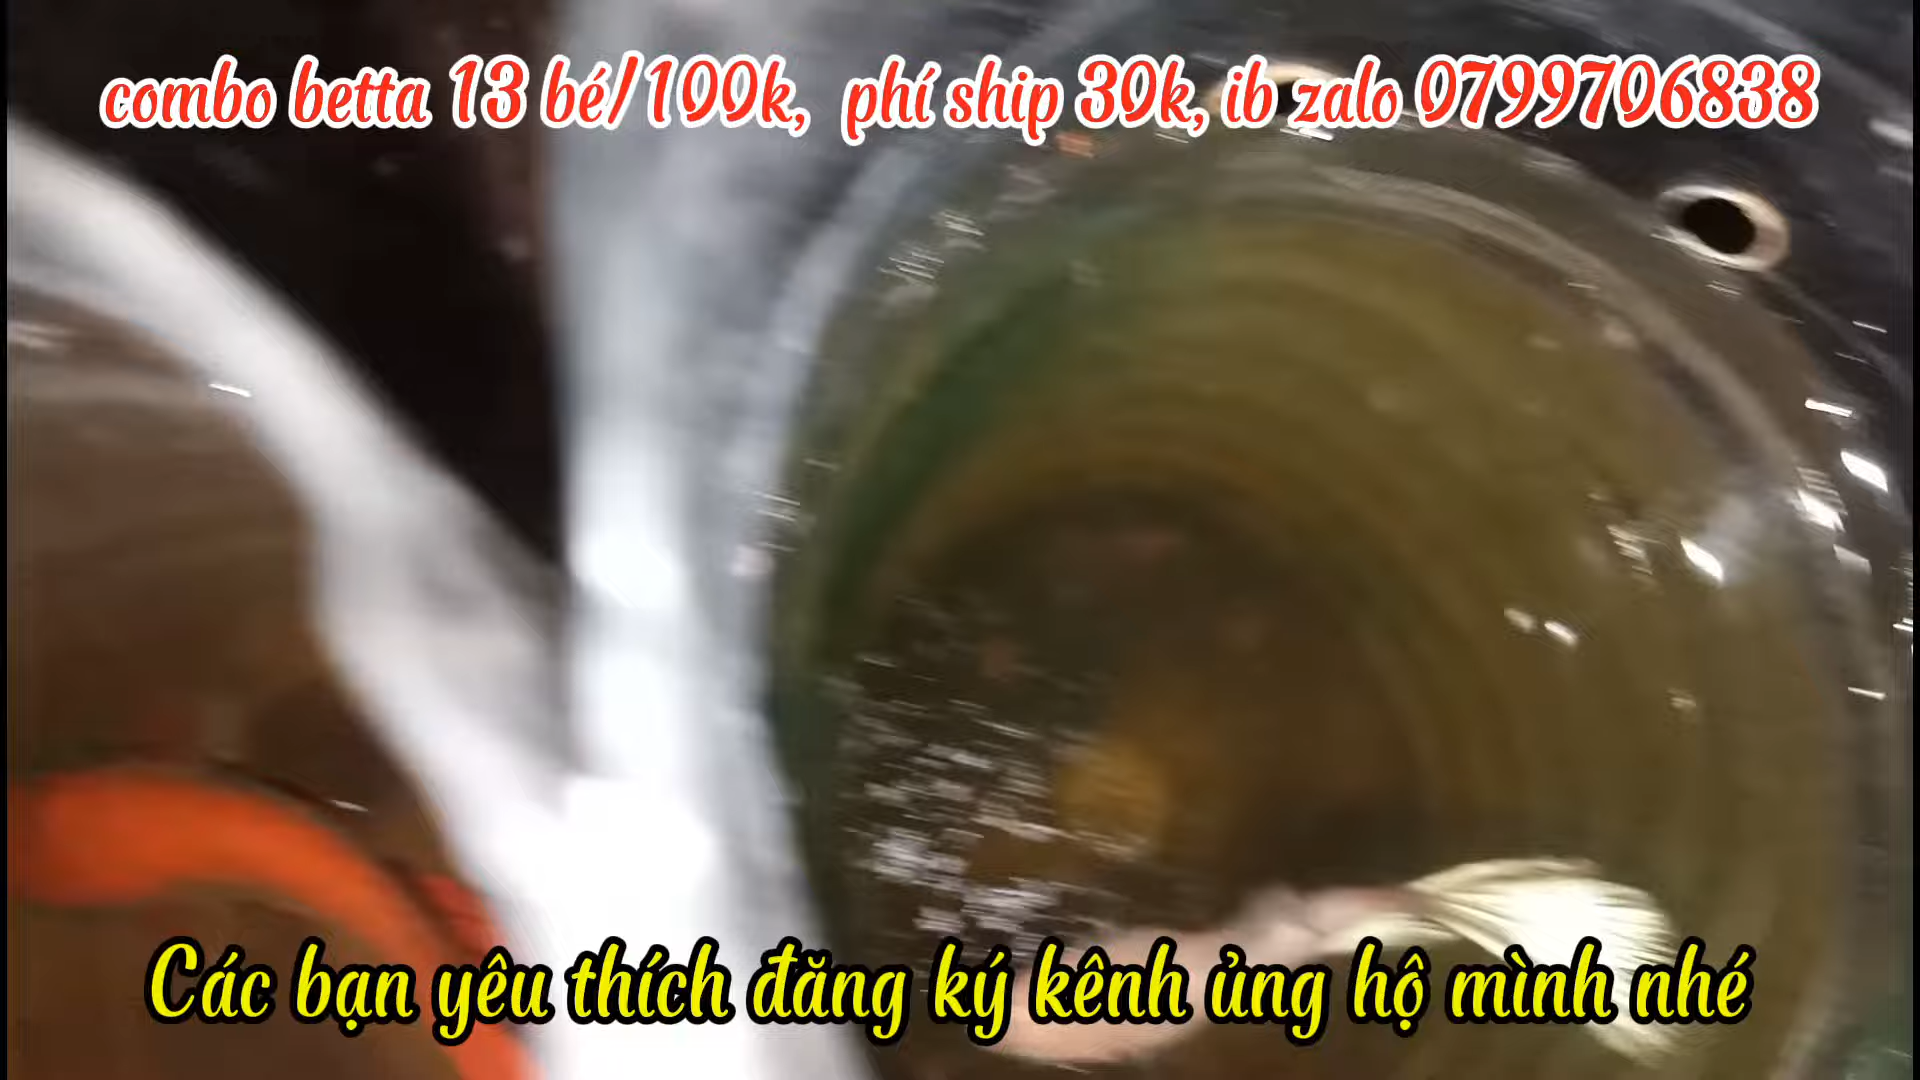 combo betta 13 bé/100k, phí ship 30k, ib zalo 0799706838
Các bạn yêu thích đăng ký kênh ủng hộ mình nhé